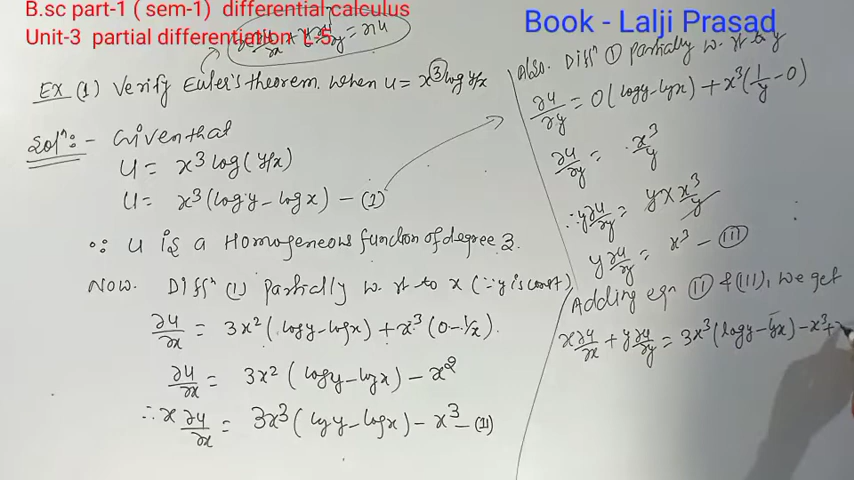 B.sc part-1 ( sem-1) differential calculus
Unit-3 partial differentiation L-5
Book - Lalji Prasad
x ∂u/∂x + y ∂u/∂y = nu
Ex (1) Verify Euler's theorem. When u = x³ log y/x
Solⁿ:- Given that
u = x³ log (y/x)
u = x³ (log y - log x) — (1)
∵ u is a Homogeneous function of degree 3.
Now. Diffⁿ (1) partially w.rt to x (∵ y is const)
∂u/∂x = 3x² (log y - log x) + x³ (0 - 1/x).
∂u/∂x = 3x² (log y - log x) - x²
∴ x ∂u/∂x = 3x³ (log y - log x) - x³ — (II)
Also. Diffⁿ (1) partially w.rt to y
∂u/∂y = 0 (log y - log x) + x³ (1/y - 0)
∂u/∂y = x³/y
∴ y ∂u/∂y = y × x³/y
y ∂u/∂y = x³ — (III)
Adding eqn (II) & (III), we get
x ∂u/∂x + y ∂u/∂y = 3x³ (log y - log x) - x³ +